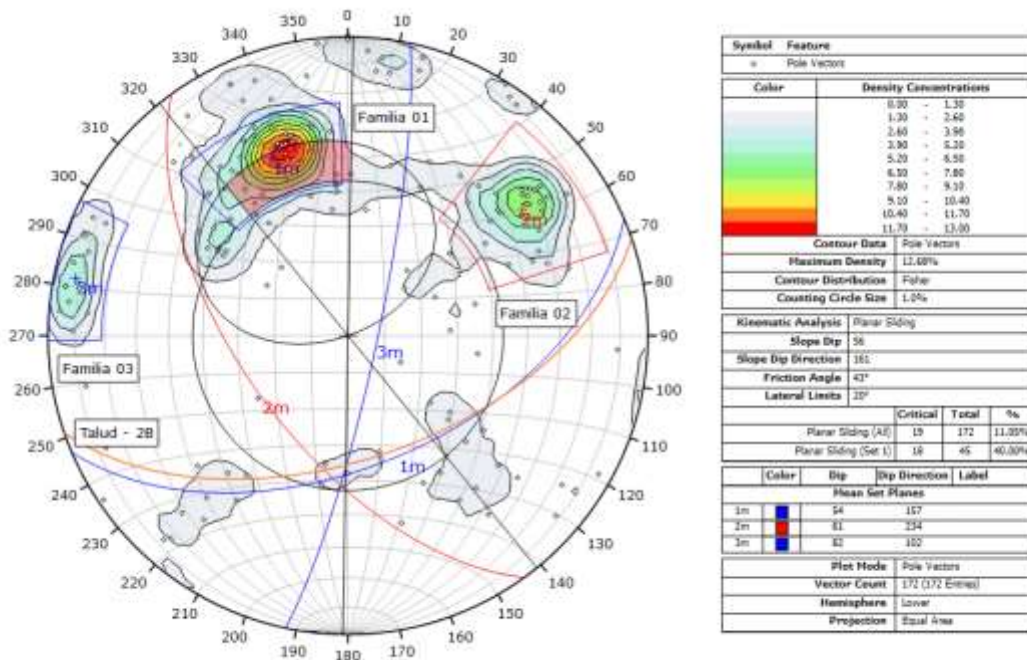 0
10
20
30
40
50
60
70
80
90
100
110
120
130
140
150
160
170
180
190
200
210
220
230
240
250
260
270
280
290
300
310
320
330
340
350
Familia 01
Familia 02
Familia 03
Talud - 2B
1m
2m
3m
2m
3m
Symbol Feature
Pole Vectors
Color Density Concentrations
0.00 - 1.30
1.30 - 2.60
2.60 - 3.90
3.90 - 5.20
5.20 - 6.50
6.50 - 7.80
7.80 - 9.10
9.10 - 10.40
10.40 - 11.70
11.70 - 13.00
Contour Data Pole Vectors
Maximum Density 12.68%
Contour Distribution Fisher
Counting Circle Size 1.0%
Kinematic Analysis Planar Sliding
Slope Dip 56
Slope Dip Direction 161
Friction Angle 43°
Lateral Limits 20°
Critical Total %
Planar Sliding (All) 19 172 11.05%
Planar Sliding (Set 1) 18 45 40.00%
Color Dip Dip Direction Label
Mean Set Planes
1m 54 157
2m 61 234
3m 82 102
Plot Mode Pole Vectors
Vector Count 172 (172 Entries)
Hemisphere Lower
Projection Equal Area